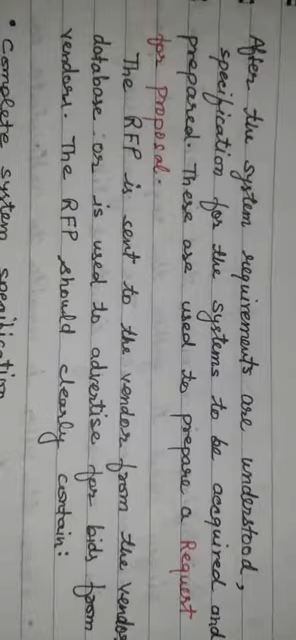 After the system requirements are understood,
specification for the systems to be acquired and
prepared. These are used to prepare a Request
for Proposal.
The RFP is sent to the vendor from the vendor
database or is used to advertise for bids from
vendors. The RFP should clearly contain:
• Complete system specification